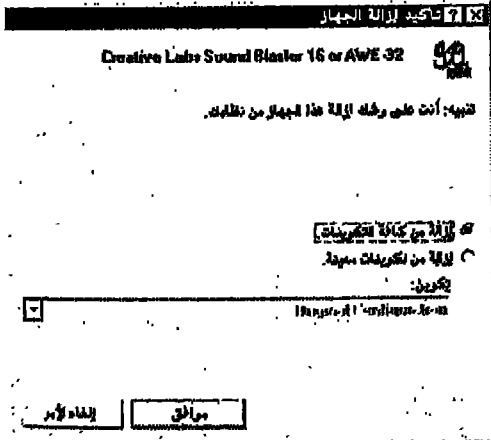 تأكيد إزالة الجهاز
Creative Labs Sound Blaster 16 or AWE-32
تنبيه: أنت على وشك إزالة هذا الجهاز من نظامك.
إزالة من كافة التكوينات.
إزالة من تكوينات معينة.
تكوين:
موافق
إلغاء الأمر